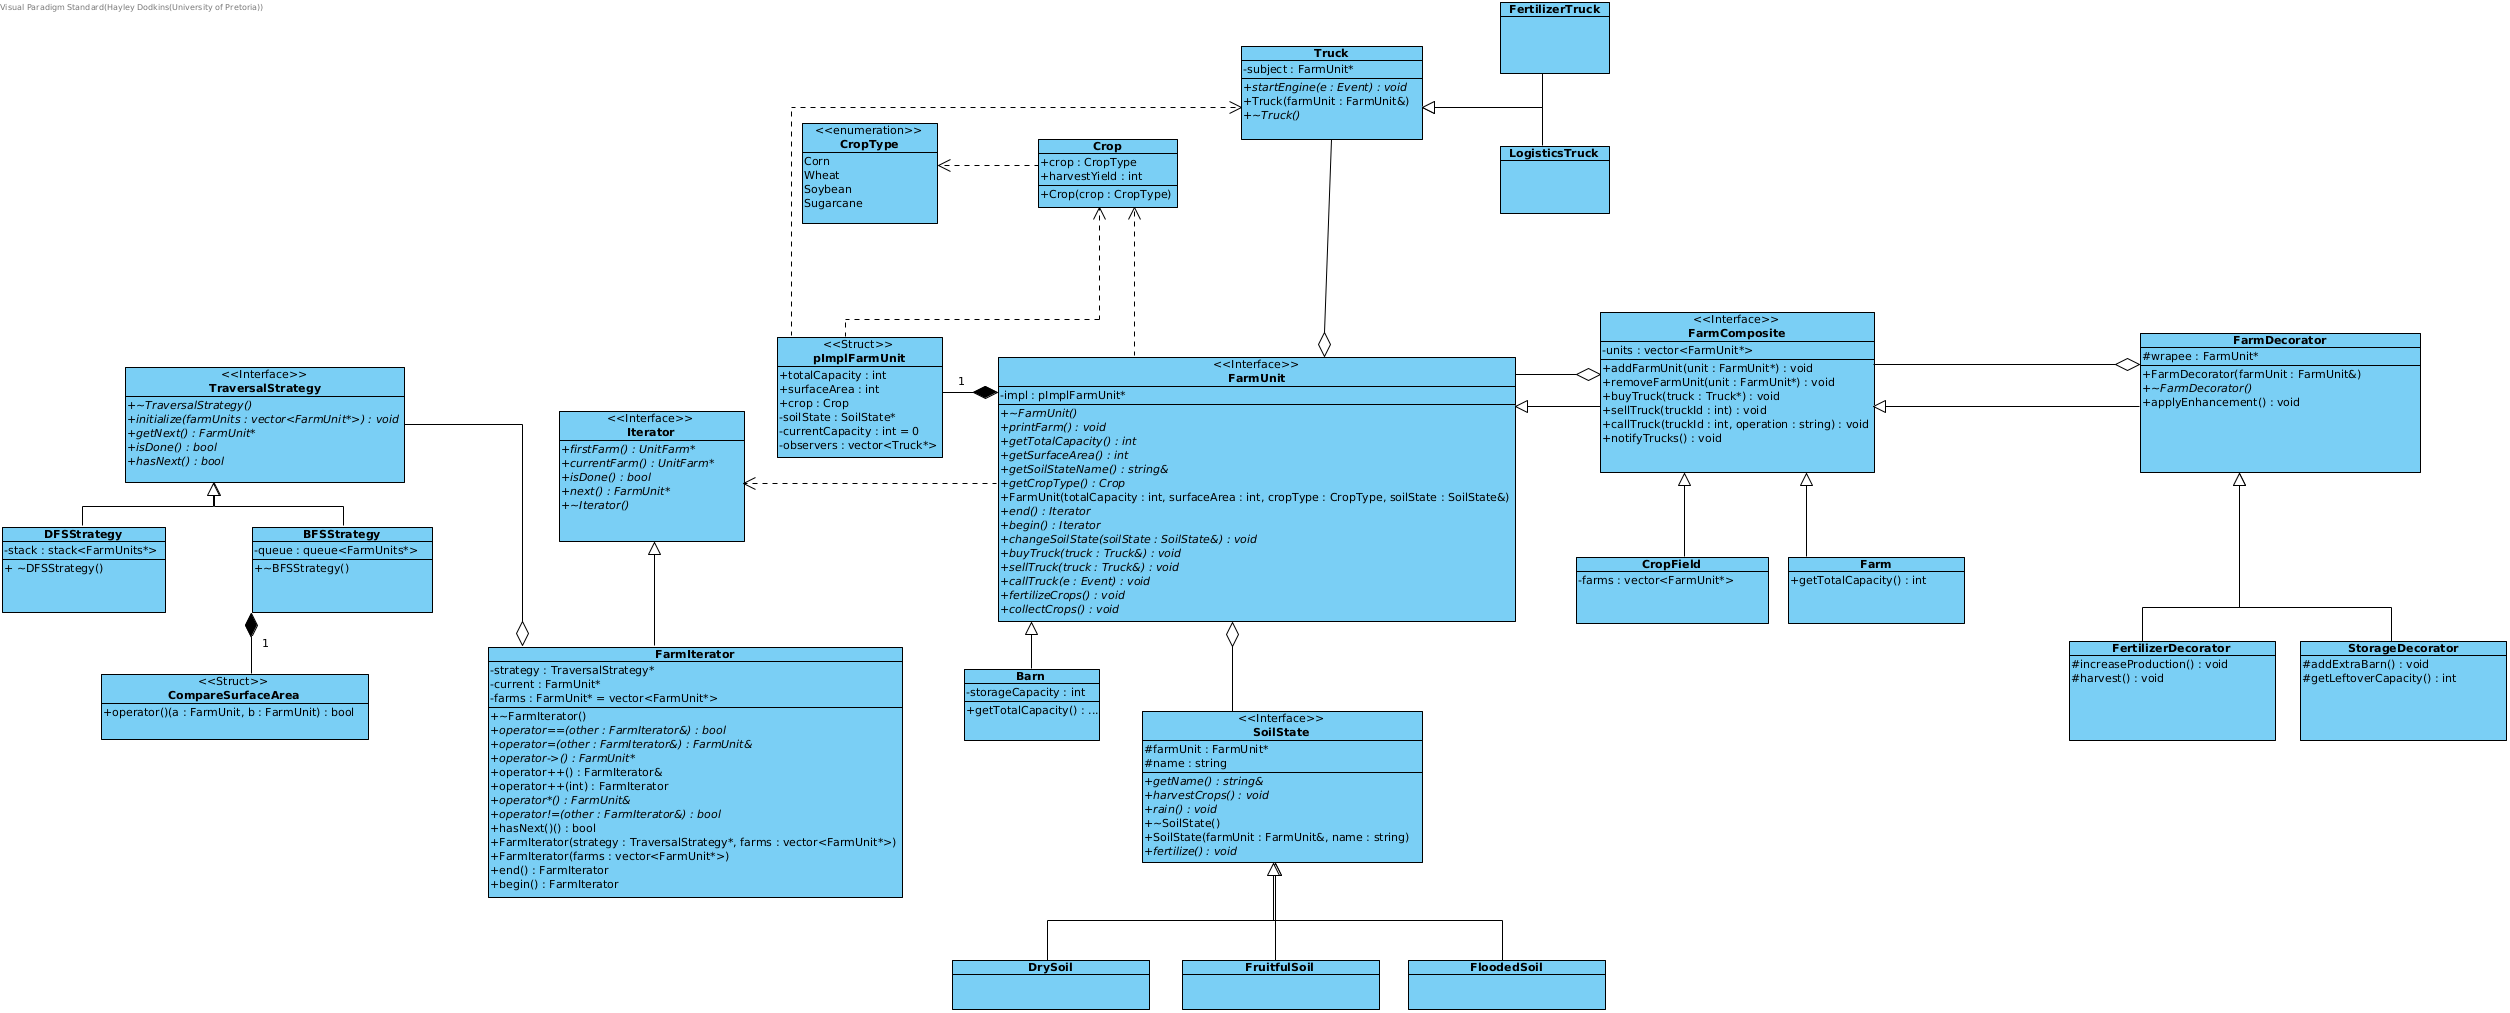 Visual Paradigm Standard(Hayley Dodkins(University of Pretoria))
FertilizerTruck
Truck
-subject : FarmUnit*
+startEngine(e : Event) : void
+Truck(farmUnit : FarmUnit&)
+~Truck()
LogisticsTruck
<<enumeration>>
CropType
Corn
Wheat
Soybean
Sugarcane
Crop
+crop : CropType
+harvestYield : int
+Crop(crop : CropType)
<<Struct>>
pImplFarmUnit
+totalCapacity : int
+surfaceArea : int
+crop : Crop
-soilState : SoilState*
-currentCapacity : int = 0
-observers : vector<Truck*>
1
<<Interface>>
FarmUnit
-impl : pImplFarmUnit*
+~FarmUnit()
+printFarm() : void
+getTotalCapacity() : int
+getSurfaceArea() : int
+getSoilStateName() : string&
+getCropType() : Crop
+FarmUnit(totalCapacity : int, surfaceArea : int, cropType : CropType, soilState : SoilState&)
+end() : Iterator
+begin() : Iterator
+changeSoilState(soilState : SoilState&) : void
+buyTruck(truck : Truck&) : void
+sellTruck(truck : Truck&) : void
+callTruck(e : Event) : void
+fertilizeCrops() : void
+collectCrops() : void
<<Interface>>
FarmComposite
-units : vector<FarmUnit*>
+addFarmUnit(unit : FarmUnit*) : void
+removeFarmUnit(unit : FarmUnit*) : void
+buyTruck(truck : Truck*) : void
+sellTruck(truckId : int) : void
+callTruck(truckId : int, operation : string) : void
+notifyTrucks() : void
FarmDecorator
#wrapee : FarmUnit*
+FarmDecorator(farmUnit : FarmUnit&)
+~FarmDecorator()
+applyEnhancement() : void
<<Interface>>
TraversalStrategy
+~TraversalStrategy()
+initialize(farmUnits : vector<FarmUnit*>) : void
+getNext() : FarmUnit*
+isDone() : bool
+hasNext() : bool
<<Interface>>
Iterator
+firstFarm() : UnitFarm*
+currentFarm() : UnitFarm*
+isDone() : bool
+next() : FarmUnit*
+~Iterator()
DFSStrategy
-stack : stack<FarmUnits*>
+ ~DFSStrategy()
BFSStrategy
-queue : queue<FarmUnits*>
+~BFSStrategy()
1
<<Struct>>
CompareSurfaceArea
+operator()(a : FarmUnit, b : FarmUnit) : bool
FarmIterator
-strategy : TraversalStrategy*
-current : FarmUnit*
-farms : FarmUnit* = vector<FarmUnit*>
+~FarmIterator()
+operator==(other : FarmIterator&) : bool
+operator=(other : FarmIterator&) : FarmUnit&
+operator->() : FarmUnit*
+operator++() : FarmIterator&
+operator++(int) : FarmIterator
+operator*() : FarmUnit&
+operator!=(other : FarmIterator&) : bool
+hasNext()() : bool
+FarmIterator(strategy : TraversalStrategy*, farms : vector<FarmUnit*>)
+FarmIterator(farms : vector<FarmUnit*>)
+end() : FarmIterator
+begin() : FarmIterator
Barn
-storageCapacity : int
+getTotalCapacity() : ...
<<Interface>>
SoilState
#farmUnit : FarmUnit*
#name : string
+getName() : string&
+harvestCrops() : void
+rain() : void
+~SoilState()
+SoilState(farmUnit : FarmUnit&, name : string)
+fertilize() : void
DrySoil
FruitfulSoil
FloodedSoil
CropField
-farms : vector<FarmUnit*>
Farm
+getTotalCapacity() : int
FertilizerDecorator
#increaseProduction() : void
#harvest() : void
StorageDecorator
#addExtraBarn() : void
#getLeftoverCapacity() : int